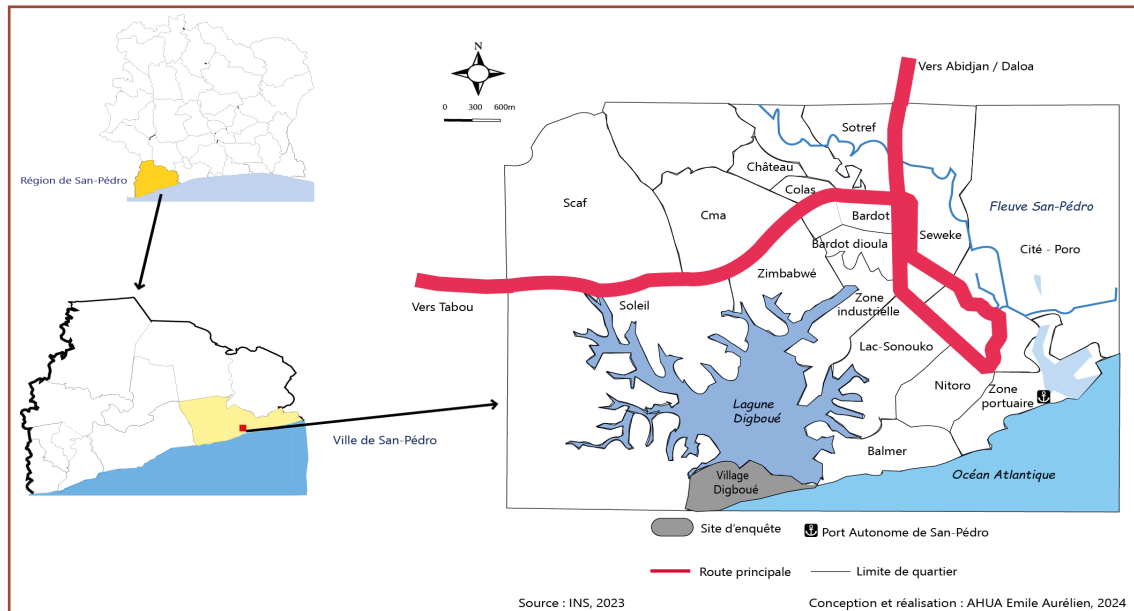 N
0 300 600m
Région de San-Pédro
Ville de San-Pédro
Vers Abidjan / Daloa
Sotref
Château
Colas
Scaf
Cma
Bardot
Fleuve San-Pédro
Seweke
Bardot dioula
Cité - Poro
Zimbabwé
Vers Tabou
Soleil
Zone
industrielle
Lac-Sonouko
Nitoro
Zone
portuaire
Lagune
Digboué
Balmer
Océan Atlantique
Village
Digboué
Site d'enquête
Port Autonome de San-Pédro
Route principale
Limite de quartier
Source : INS, 2023
Conception et réalisation : AHUA Emile Aurélien, 2024